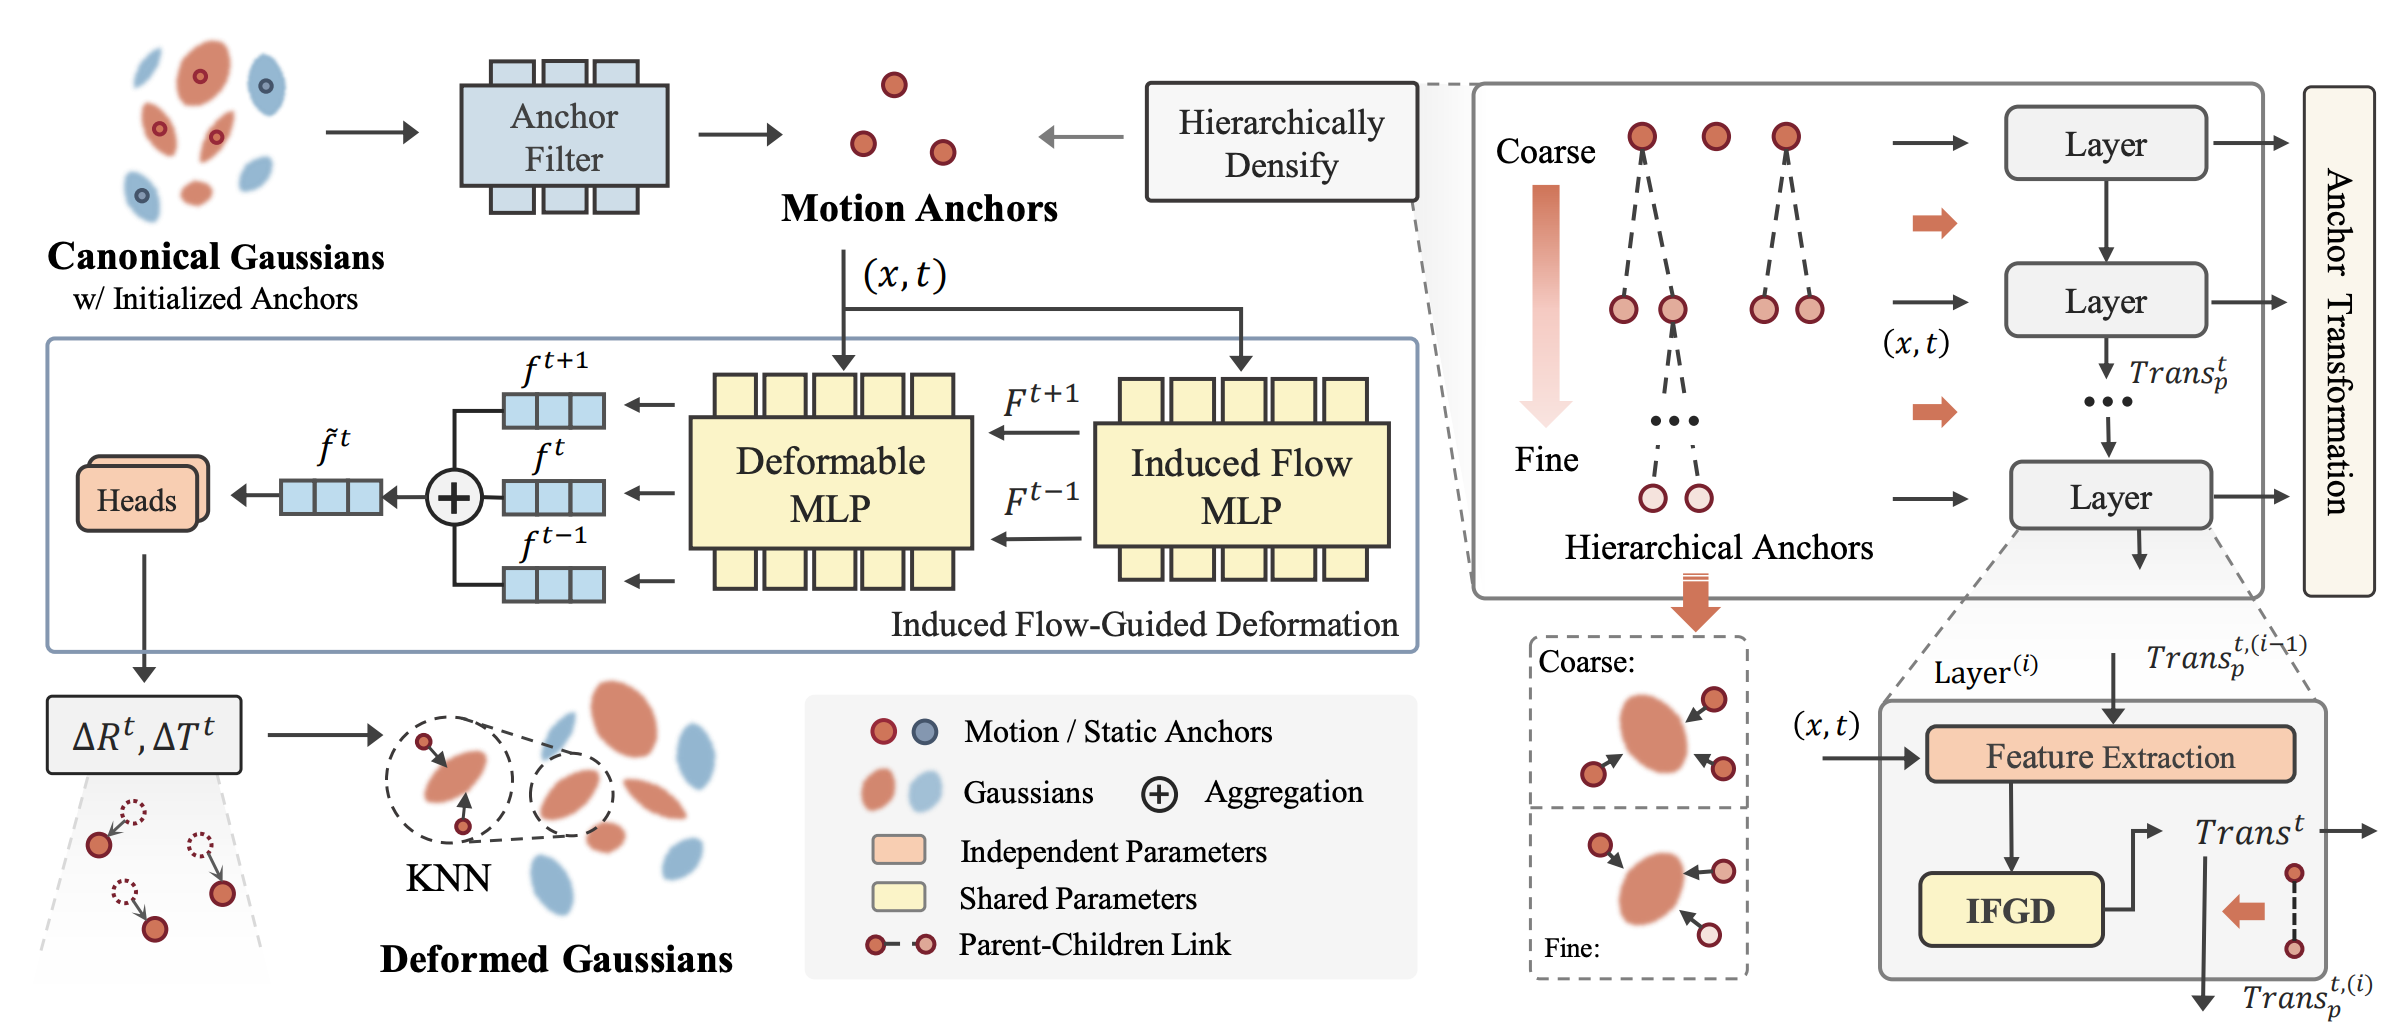 Canonical Gaussians
w/ Initialized Anchors
Anchor
Filter
Motion Anchors
Hierarchically
Densify
(x, t)
f^{t+1}
f^t
f^{t-1}
f̃^t
Heads
Deformable
MLP
F^{t+1}
F^{t-1}
Induced Flow
MLP
Induced Flow-Guided Deformation
ΔR^t, ΔT^t
KNN
Deformed Gaussians
Motion / Static Anchors
Gaussians
Aggregation
Independent Parameters
Shared Parameters
Parent-Children Link
Coarse
Fine
Hierarchical Anchors
(x, t)
Layer
Layer
Trans_p^t
Layer
Anchor Transformation
Coarse:
Fine:
Layer^{(i)}
Trans_p^{t,(i-1)}
(x, t)
Feature Extraction
IFGD
Trans^t
Trans_p^{t,(i)}